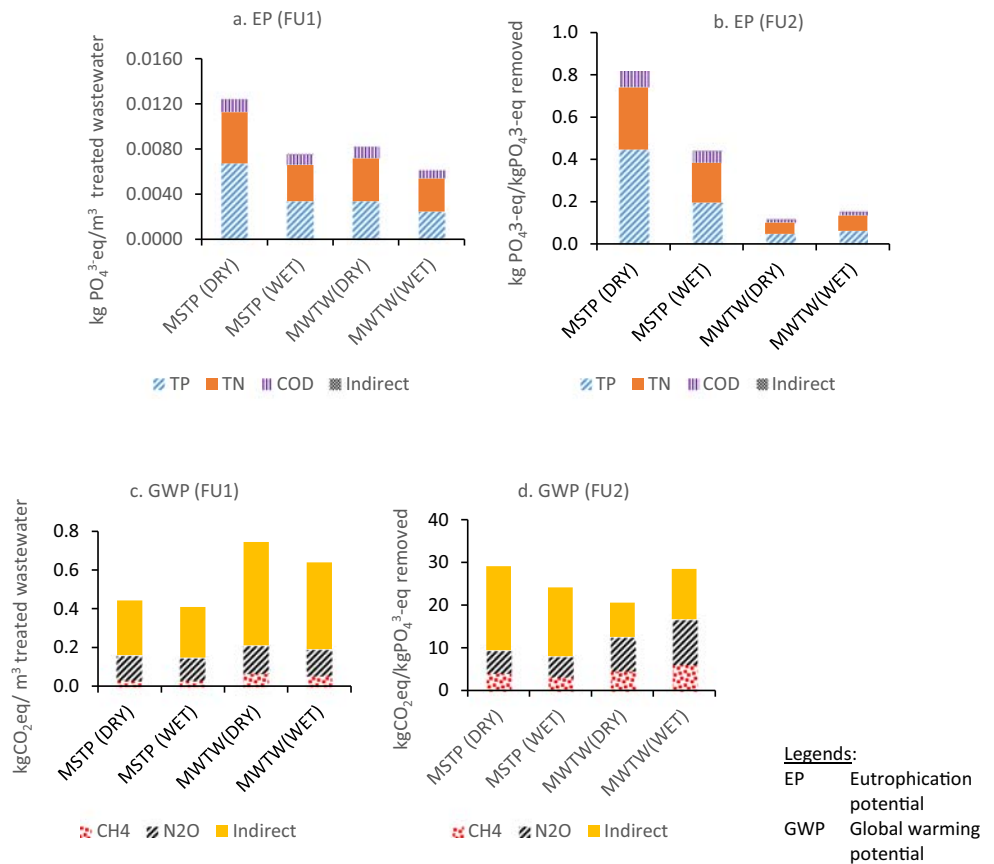 a. EP (FU1)
kg PO₄³⁻eq/m³ treated wastewater
0.0160
0.0120
0.0080
0.0040
0.0000
MSTP (DRY)
MSTP (WET)
MWTW(DRY)
MWTW(WET)
TP TN COD Indirect
b. EP (FU2)
kg PO₄3-eq/kgPO₄3-eq removed
1.0
0.8
0.6
0.4
0.2
0.0
MSTP (DRY)
MSTP (WET)
MWTW(DRY)
MWTW(WET)
TP TN COD Indirect
c. GWP (FU1)
kgCO₂eq/ m³ treated wastewater
0.8
0.6
0.4
0.2
0.0
MSTP (DRY)
MSTP (WET)
MWTW(DRY)
MWTW(WET)
CH4 N2O Indirect
d. GWP (FU2)
kgCO₂eq/kgPO₄³-eq removed
40
30
20
10
0
MSTP (DRY)
MSTP (WET)
MWTW(DRY)
MWTW(WET)
CH4 N2O Indirect
Legends:
EP Eutrophication
potential
GWP Global warming
potential